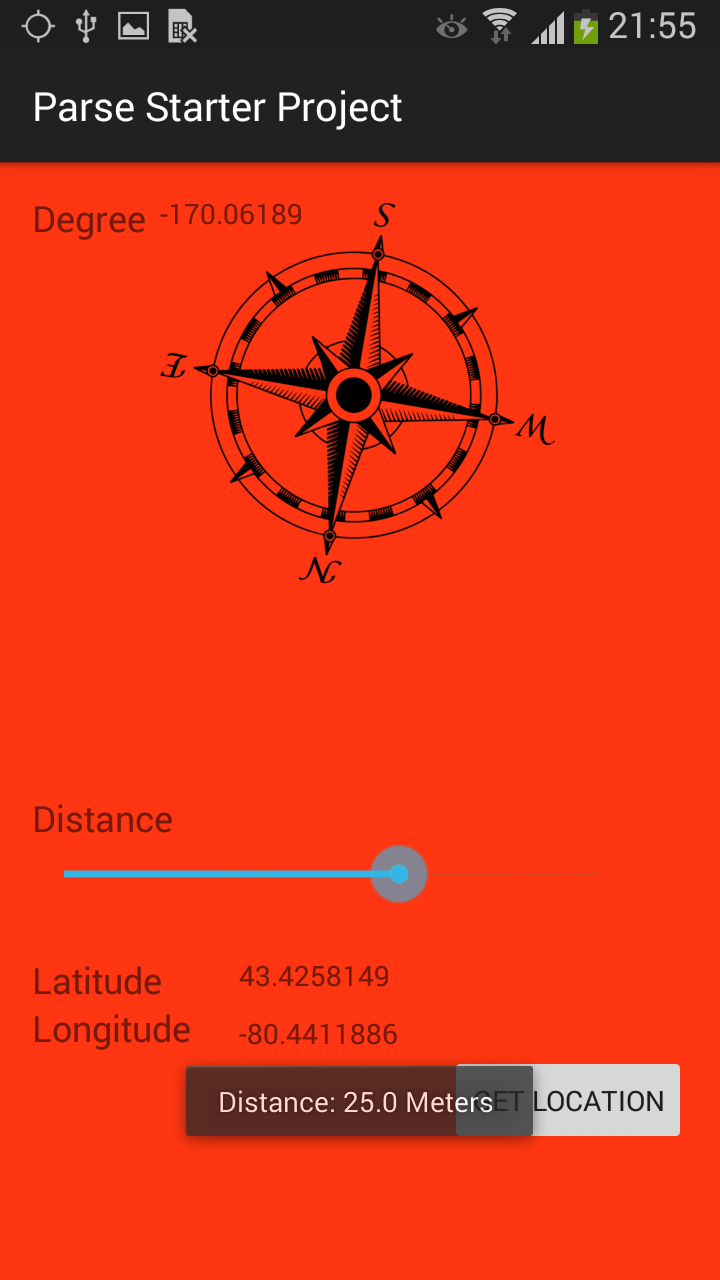 21:55
Parse Starter Project
Degree -170.06189
S
E
W
N
Distance
Latitude 43.4258149
Longitude -80.4411886
Distance: 25.0 Meters
GET LOCATION